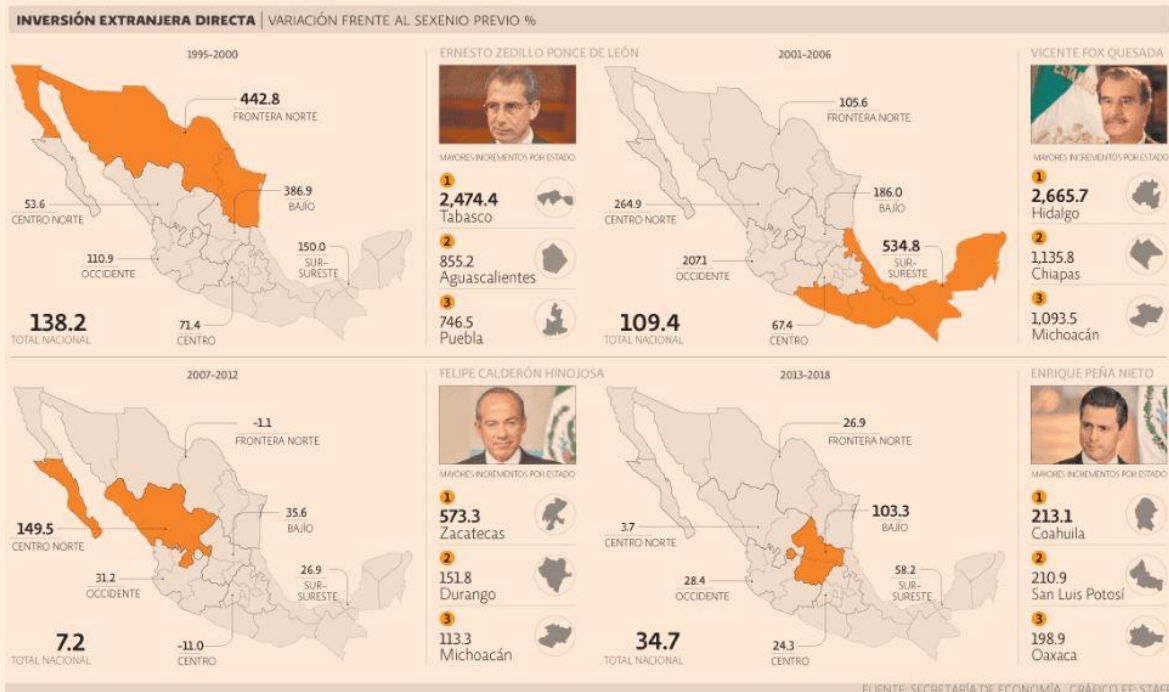 INVERSIÓN EXTRANJERA DIRECTA | VARIACIÓN FRENTE AL SEXENIO PREVIO %
1995-2000
442.8
FRONTERA NORTE
53.6
CENTRO NORTE
386.9
BAJÍO
110.9
OCCIDENTE
150.0
SUR-
SURESTE
138.2
TOTAL NACIONAL
71.4
CENTRO
ERNESTO ZEDILLO PONCE DE LEÓN
MAYORES INCREMENTOS POR ESTADO
1
2,474.4
Tabasco
2
855.2
Aguascalientes
3
746.5
Puebla
2001-2006
105.6
FRONTERA NORTE
264.9
CENTRO NORTE
186.0
BAJÍO
207.1
OCCIDENTE
534.8
SUR-
SURESTE
109.4
TOTAL NACIONAL
67.4
CENTRO
VICENTE FOX QUESADA
MAYORES INCREMENTOS POR ESTADO
1
2,665.7
Hidalgo
2
1,135.8
Chiapas
3
1,093.5
Michoacán
2007-2012
-1.1
FRONTERA NORTE
149.5
CENTRO NORTE
35.6
BAJÍO
31.2
OCCIDENTE
26.9
SUR-
SURESTE
7.2
TOTAL NACIONAL
-11.0
CENTRO
FELIPE CALDERÓN HINOJOSA
MAYORES INCREMENTOS POR ESTADO
1
573.3
Zacatecas
2
151.8
Durango
3
113.3
Michoacán
2013-2018
26.9
FRONTERA NORTE
3.7
CENTRO NORTE
103.3
BAJÍO
28.4
OCCIDENTE
58.2
SUR-
SURESTE
34.7
TOTAL NACIONAL
24.3
CENTRO
ENRIQUE PEÑA NIETO
MAYORES INCREMENTOS POR ESTADO
1
213.1
Coahuila
2
210.9
San Luis Potosí
3
198.9
Oaxaca
FUENTE: SECRETARÍA DE ECONOMÍA GRÁFICO EE: STAFF